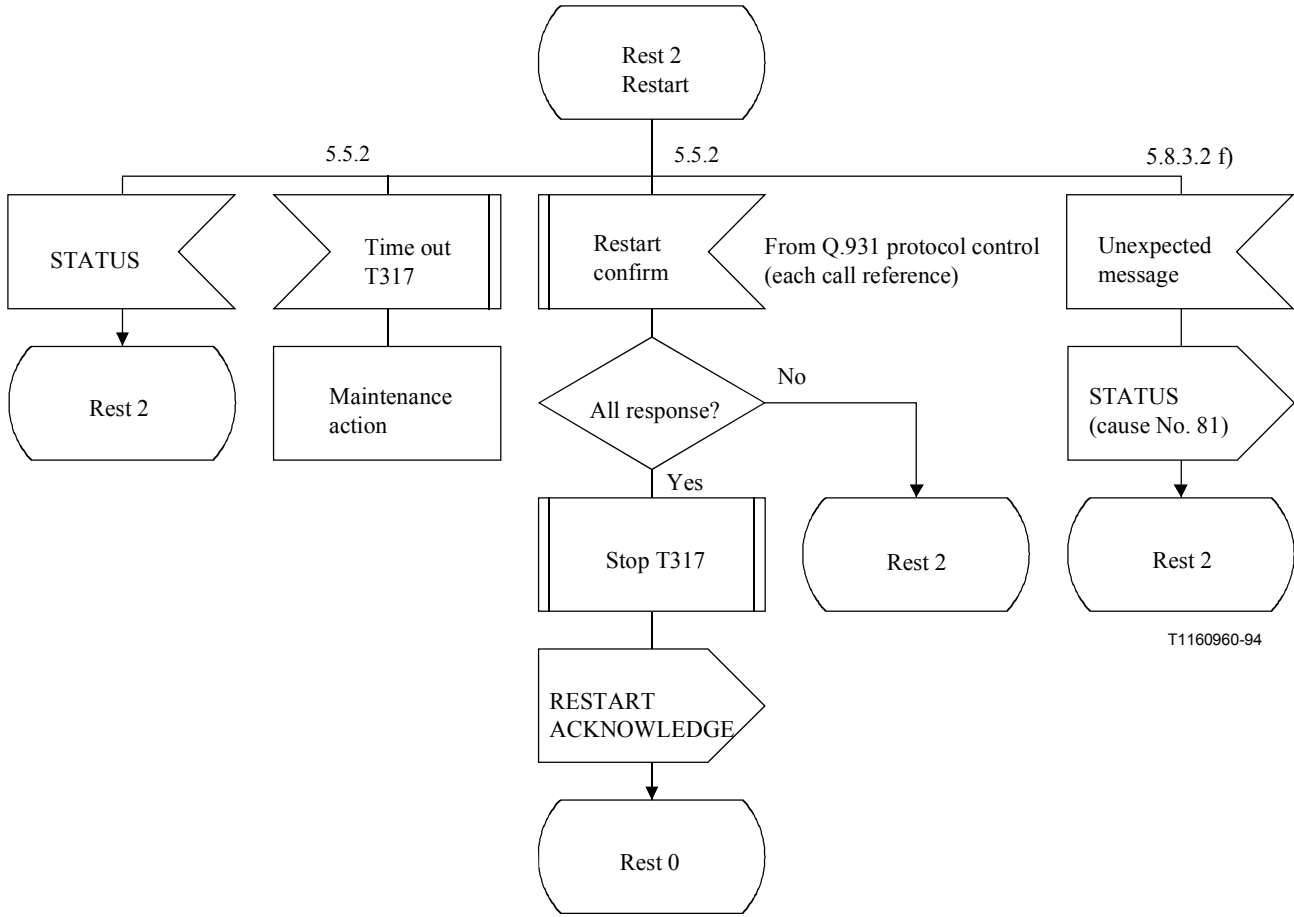 Rest 2
Restart
5.5.2
5.5.2
5.8.3.2 f)
STATUS
Time out
T317
Restart
confirm
From Q.931 protocol control
(each call reference)
Unexpected
message
Rest 2
Maintenance
action
All response?
No
STATUS
(cause No. 81)
Yes
Stop T317
Rest 2
Rest 2
T1160960-94
RESTART
ACKNOWLEDGE
Rest 0